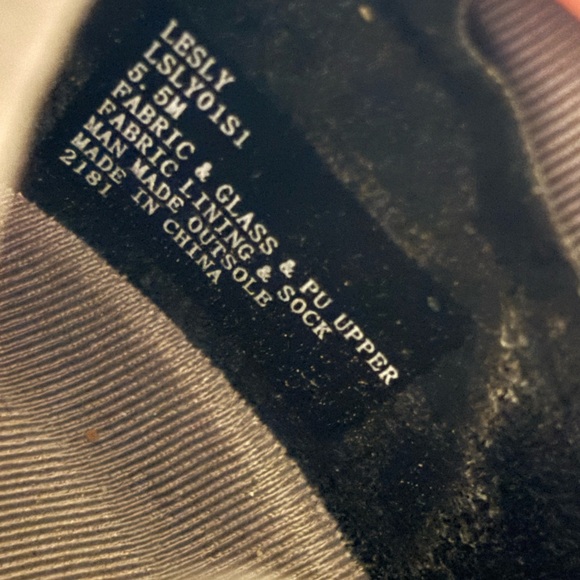 LESLY
LSLY01S1
5.5M
FABRIC & GLASS & PU UPPER
FABRIC LINING & SOCK
MAN MADE OUTSOLE
MADE IN CHINA
2181